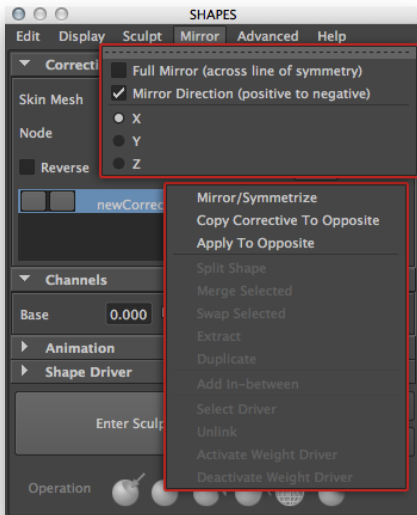 SHAPES
Edit Display Sculpt Mirror Advanced Help
Full Mirror (across line of symmetry)
Skin Mesh
Mirror Direction (positive to negative)
X
Node
Y
Reverse
Z
Mirror/Symmetrize
Copy Corrective To Opposite
Apply To Opposite
Channels
Split Shape
Base 0.000
Merge Selected
Swap Selected
Animation
Extract
Shape Driver
Duplicate
Add In-between
Select Driver
Unlink
Activate Weight Driver
Deactivate Weight Driver
Operation